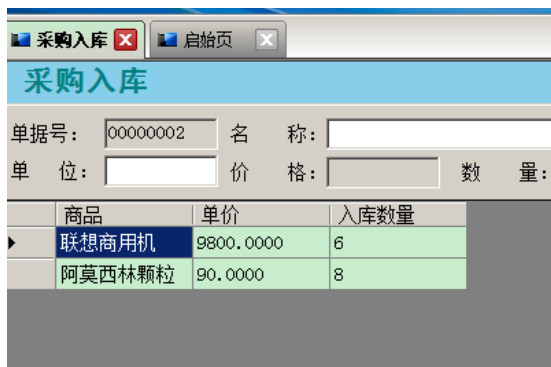 采购入库 启始页
采购入库
单据号： 00000002 名 称：
单 位： 价 格： 数 量：
商品 单价 入库数量
联想商用机 9800.0000 6
阿莫西林颗粒 90.0000 8